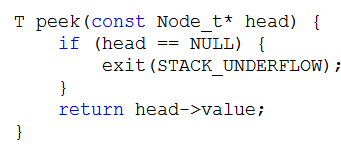 T peek(const Node_t* head) {
    if (head == NULL) {
        exit(STACK_UNDERFLOW);
    }
    return head->value;
}